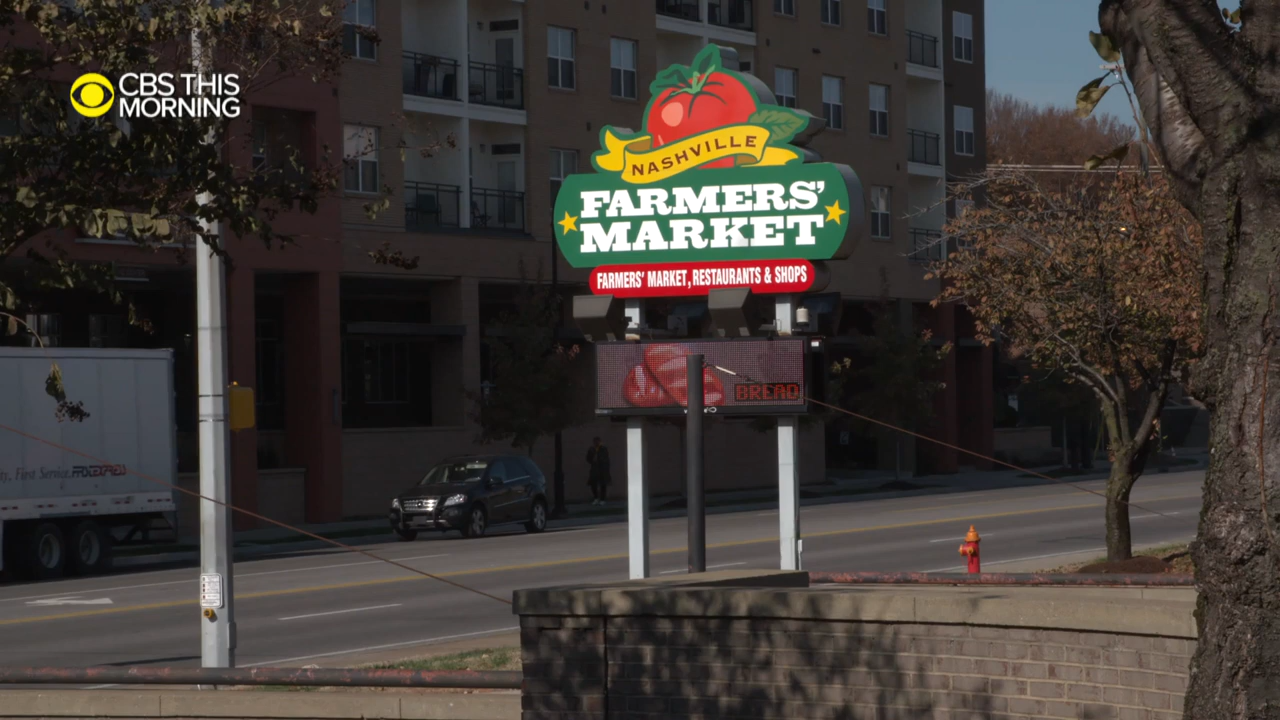 CBS THIS
MORNING
NASHVILLE
FARMERS'
MARKET
FARMERS' MARKET, RESTAURANTS & SHOPS
BREAD
First Service.